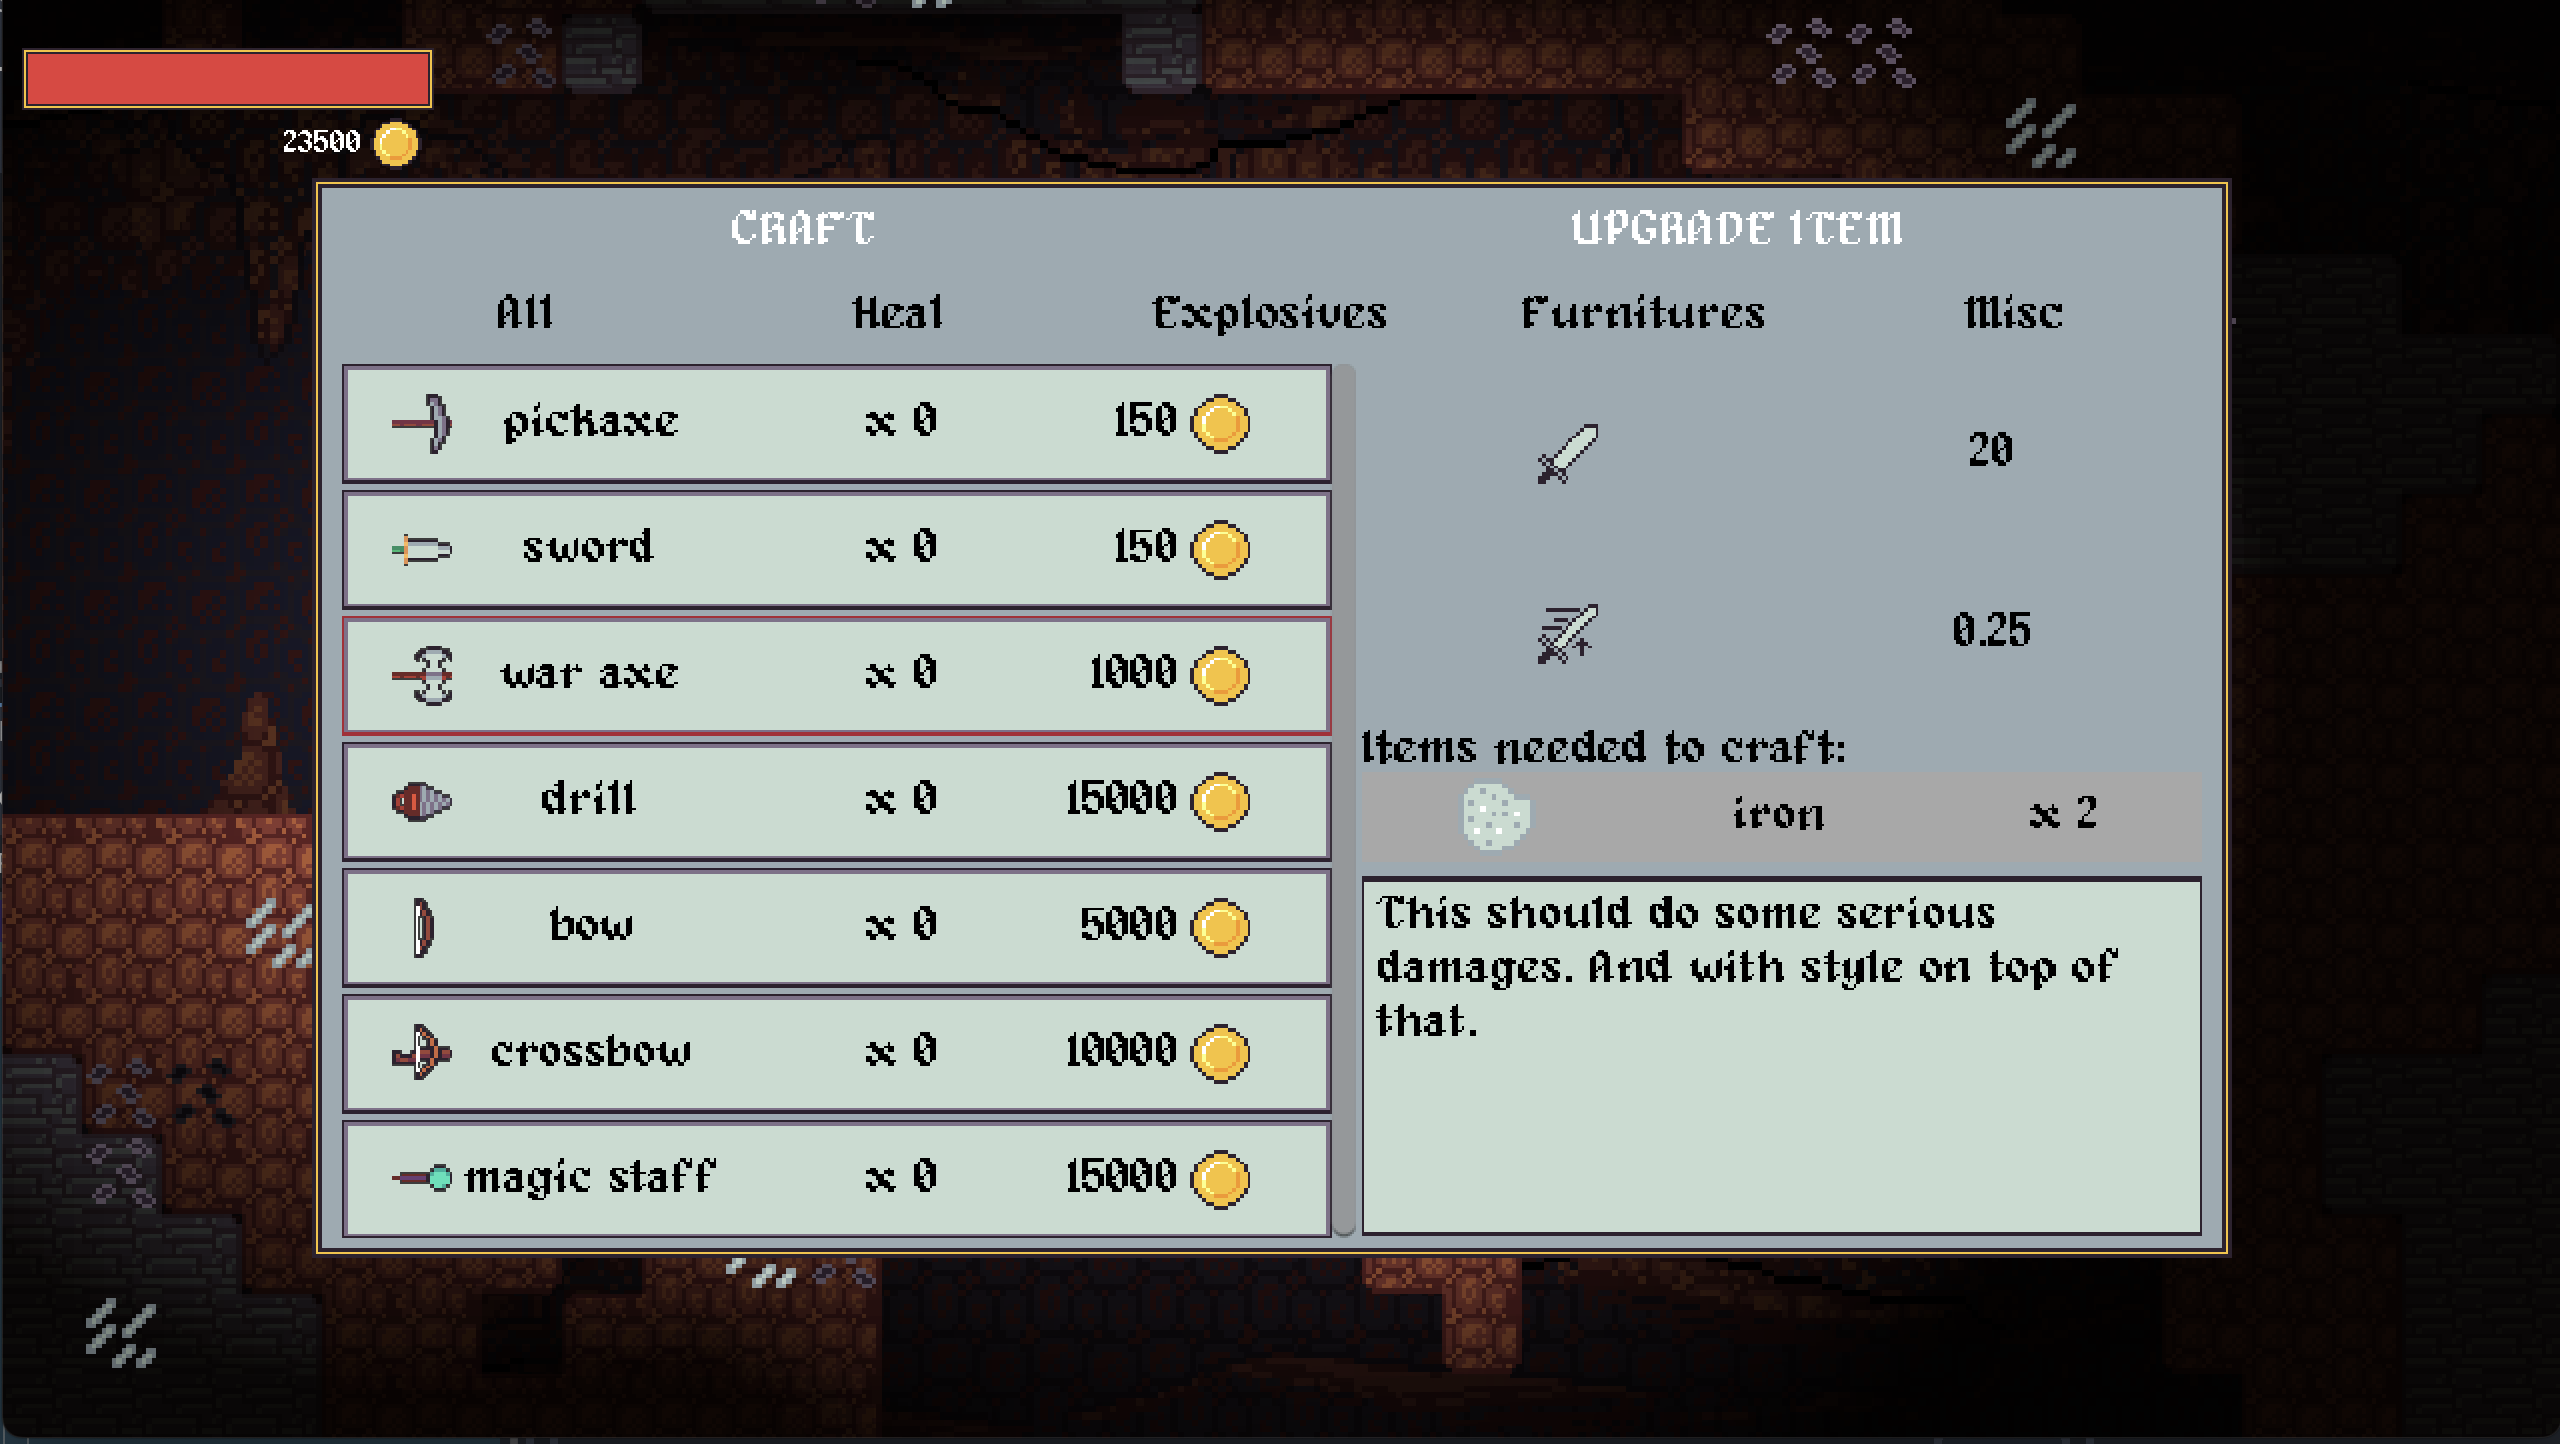 23500
CRAFT
UPGRADE ITEM
All
Heal
Explosives
Furnitures
Misc
pickaxe x 0 150
sword x 0 150
war axe x 0 1000
drill x 0 15000
bow x 0 5000
crossbow x 0 10000
magic staff x 0 15000
20
0.25
Items needed to craft:
iron x 2
This should do some serious
damages. And with style on top of
that.